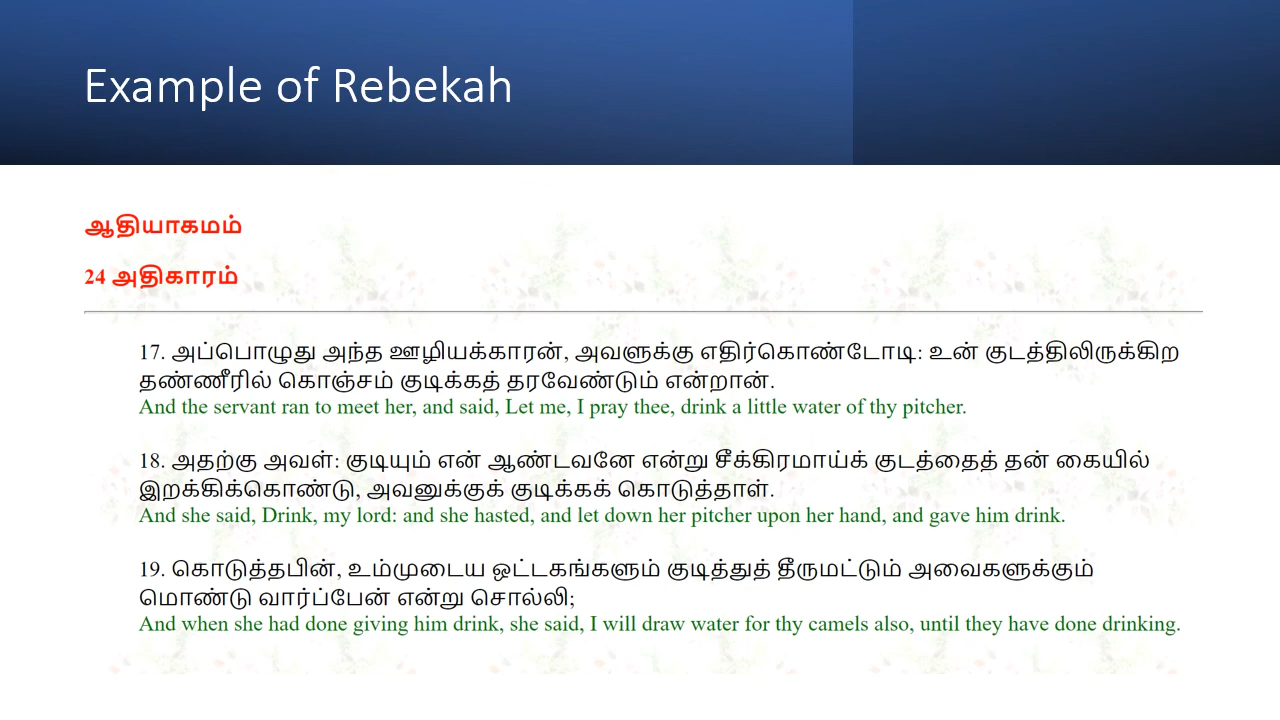 Example of Rebekah
ஆதியாகமம்
24 அதிகாரம்
17. அப்பொழுது அந்த ஊழியக்காரன், அவளுக்கு எதிர்கொண்டோடி: உன் குடத்திலிருக்கிற
தண்ணீரில் கொஞ்சம் குடிக்கத் தரவேண்டும் என்றான்.
And the servant ran to meet her, and said, Let me, I pray thee, drink a little water of thy pitcher.
18. அதற்கு அவள்: குடியும் என் ஆண்டவனே என்று சீக்கிரமாய்க் குடத்தைத் தன் கையில்
இறக்கிக்கொண்டு, அவனுக்குக் குடிக்கக் கொடுத்தாள்.
And she said, Drink, my lord: and she hasted, and let down her pitcher upon her hand, and gave him drink.
19. கொடுத்தபின், உம்முடைய ஒட்டகங்களும் குடித்துத் தீருமட்டும் அவைகளுக்கும்
மொண்டு வார்ப்பேன் என்று சொல்லி;
And when she had done giving him drink, she said, I will draw water for thy camels also, until they have done drinking.